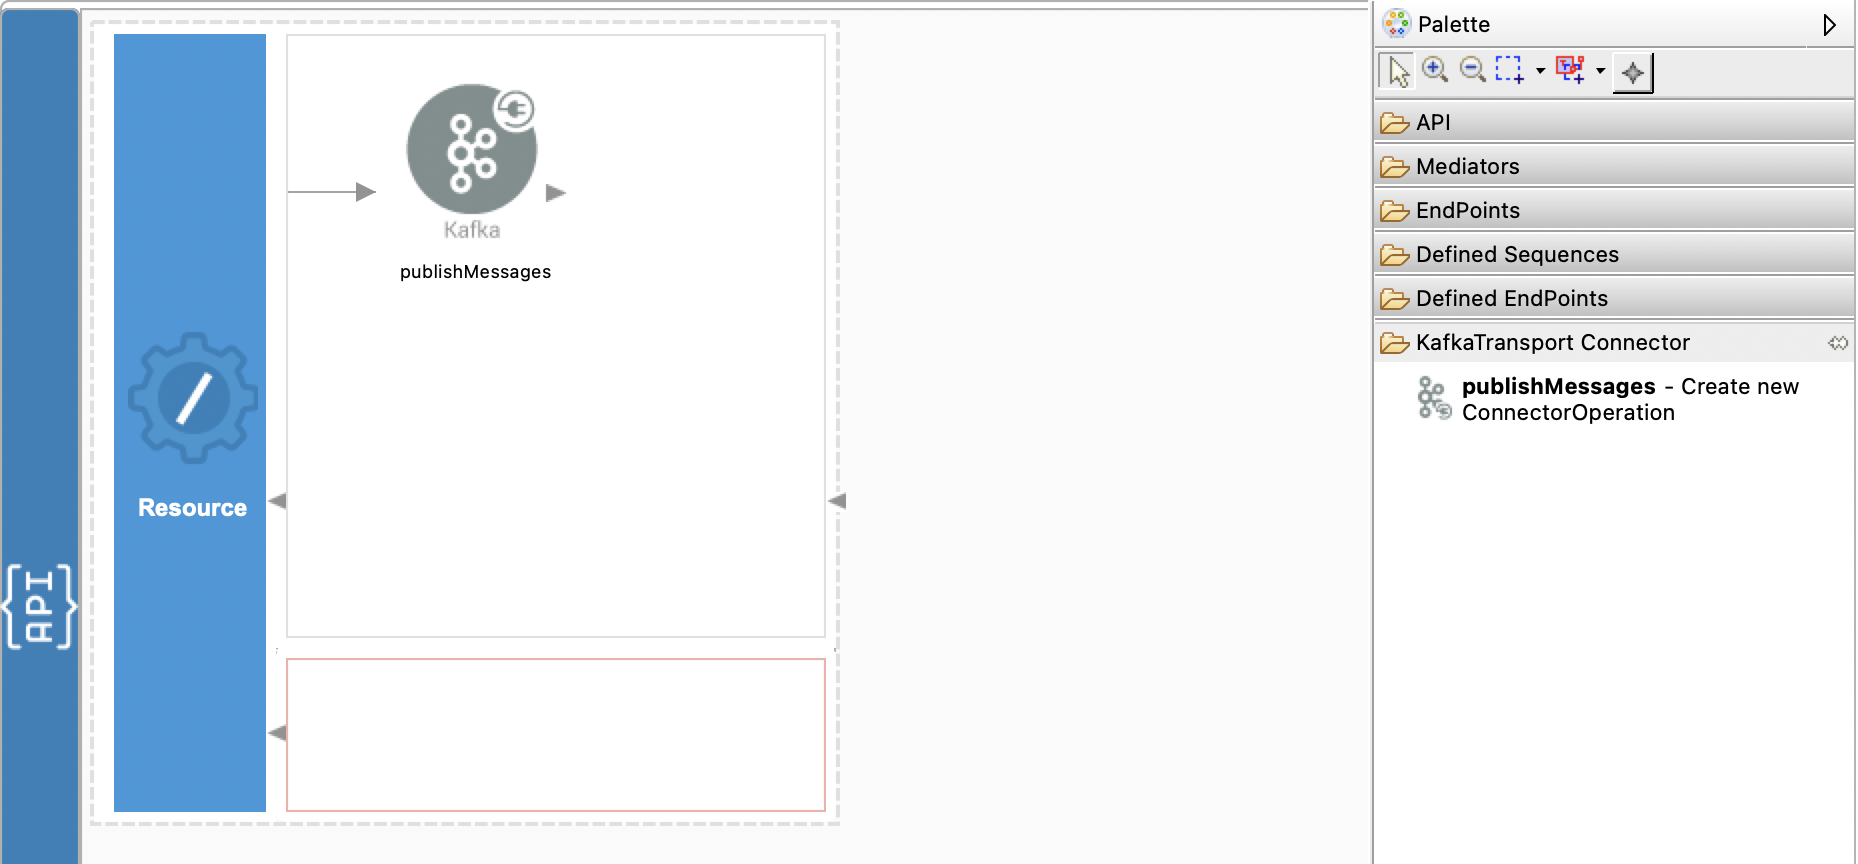 Palette
API
Mediators
EndPoints
Defined Sequences
Defined EndPoints
KafkaTransport Connector
publishMessages - Create new
ConnectorOperation
Kafka
publishMessages
Resource
{API}